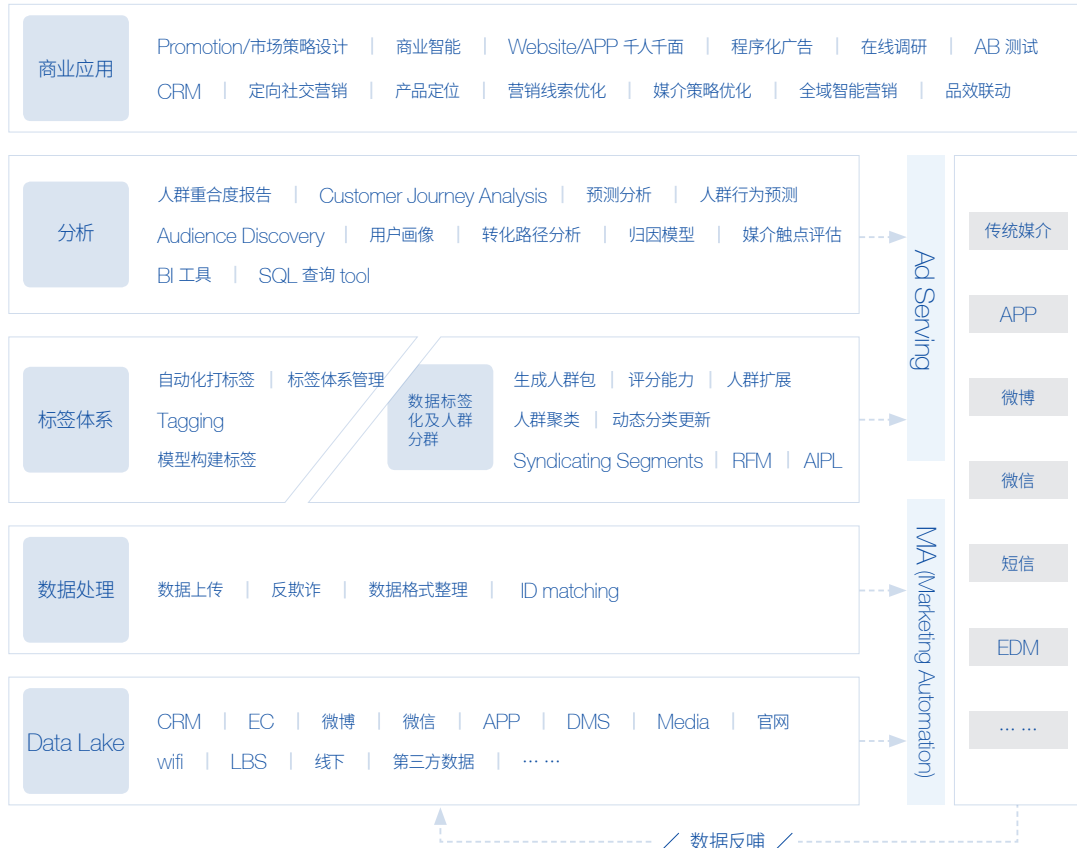 商业应用
Promotion/市场策略设计 | 商业智能 | Website/APP 千人千面 | 程序化广告 | 在线调研 | AB 测试
CRM | 定向社交营销 | 产品定位 | 营销线索优化 | 媒介策略优化 | 全域智能营销 | 品效联动
分析
人群重合度报告 | Customer Journey Analysis | 预测分析 | 人群行为预测
Audience Discovery | 用户画像 | 转化路径分析 | 归因模型 | 媒介触点评估
BI 工具 | SQL 查询 tool
标签体系
自动化打标签 | 标签体系管理
Tagging
模型构建标签
数据标签
化及人群
分群
生成人群包 | 评分能力 | 人群扩展
人群聚类 | 动态分类更新
Syndicating Segments | RFM | AIPL
数据处理
数据上传 | 反欺诈 | 数据格式整理 | ID matching
Data Lake
CRM | EC | 微博 | 微信 | APP | DMS | Media | 官网
wifi | LBS | 线下 | 第三方数据 | … …
Ad Serving
MA (Marketing Automation)
传统媒介
APP
微博
微信
短信
EDM
… …
/ 数据反哺 /